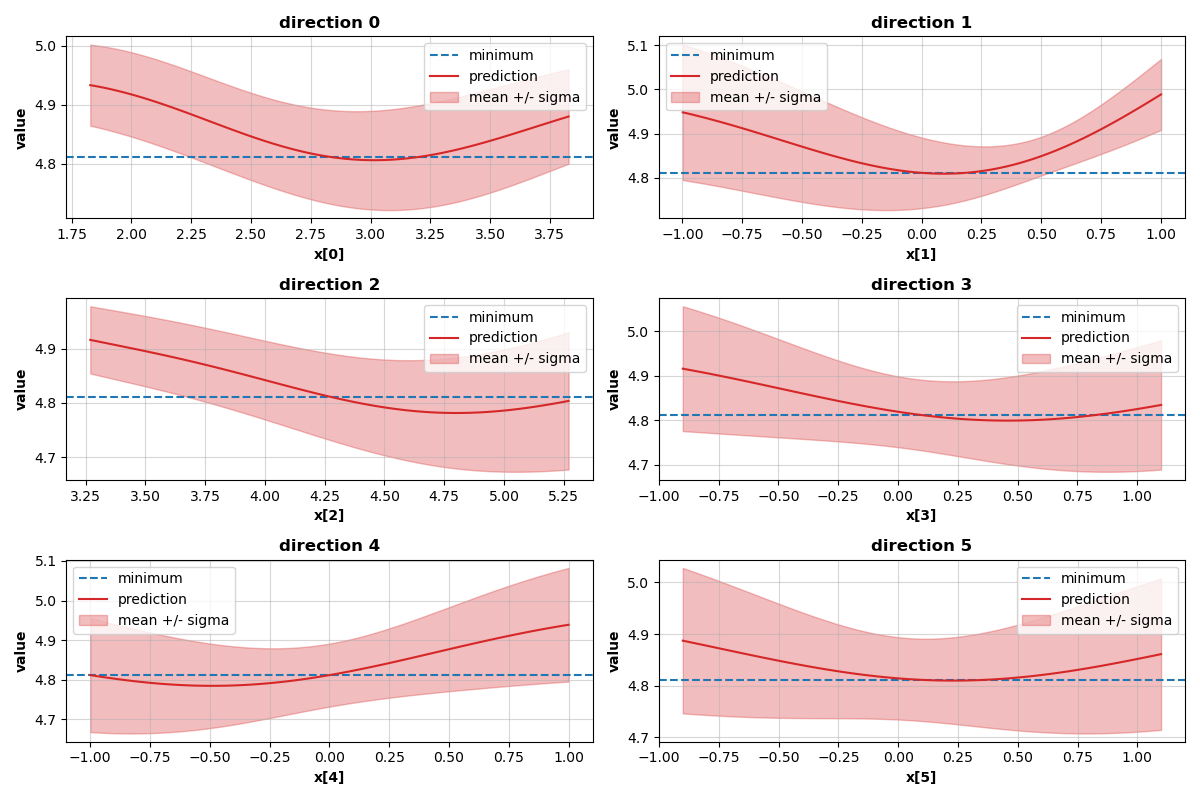 direction 0
5.0
4.9
4.8
value
minimum
prediction
mean +/- sigma
1.75 2.00 2.25 2.50 2.75 3.00 3.25 3.50 3.75
x[0]
direction 1
5.1
5.0
4.9
4.8
value
minimum
prediction
mean +/- sigma
−1.00 −0.75 −0.50 −0.25 0.00 0.25 0.50 0.75 1.00
x[1]
direction 2
4.9
4.8
4.7
value
minimum
prediction
mean +/- sigma
3.25 3.50 3.75 4.00 4.25 4.50 4.75 5.00 5.25
x[2]
direction 3
5.0
4.9
4.8
4.7
value
minimum
prediction
mean +/- sigma
−1.00 −0.75 −0.50 −0.25 0.00 0.25 0.50 0.75 1.00
x[3]
direction 4
5.1
5.0
4.9
4.8
4.7
value
minimum
prediction
mean +/- sigma
−1.00 −0.75 −0.50 −0.25 0.00 0.25 0.50 0.75 1.00
x[4]
direction 5
5.0
4.9
4.8
4.7
value
minimum
prediction
mean +/- sigma
−1.00 −0.75 −0.50 −0.25 0.00 0.25 0.50 0.75 1.00
x[5]